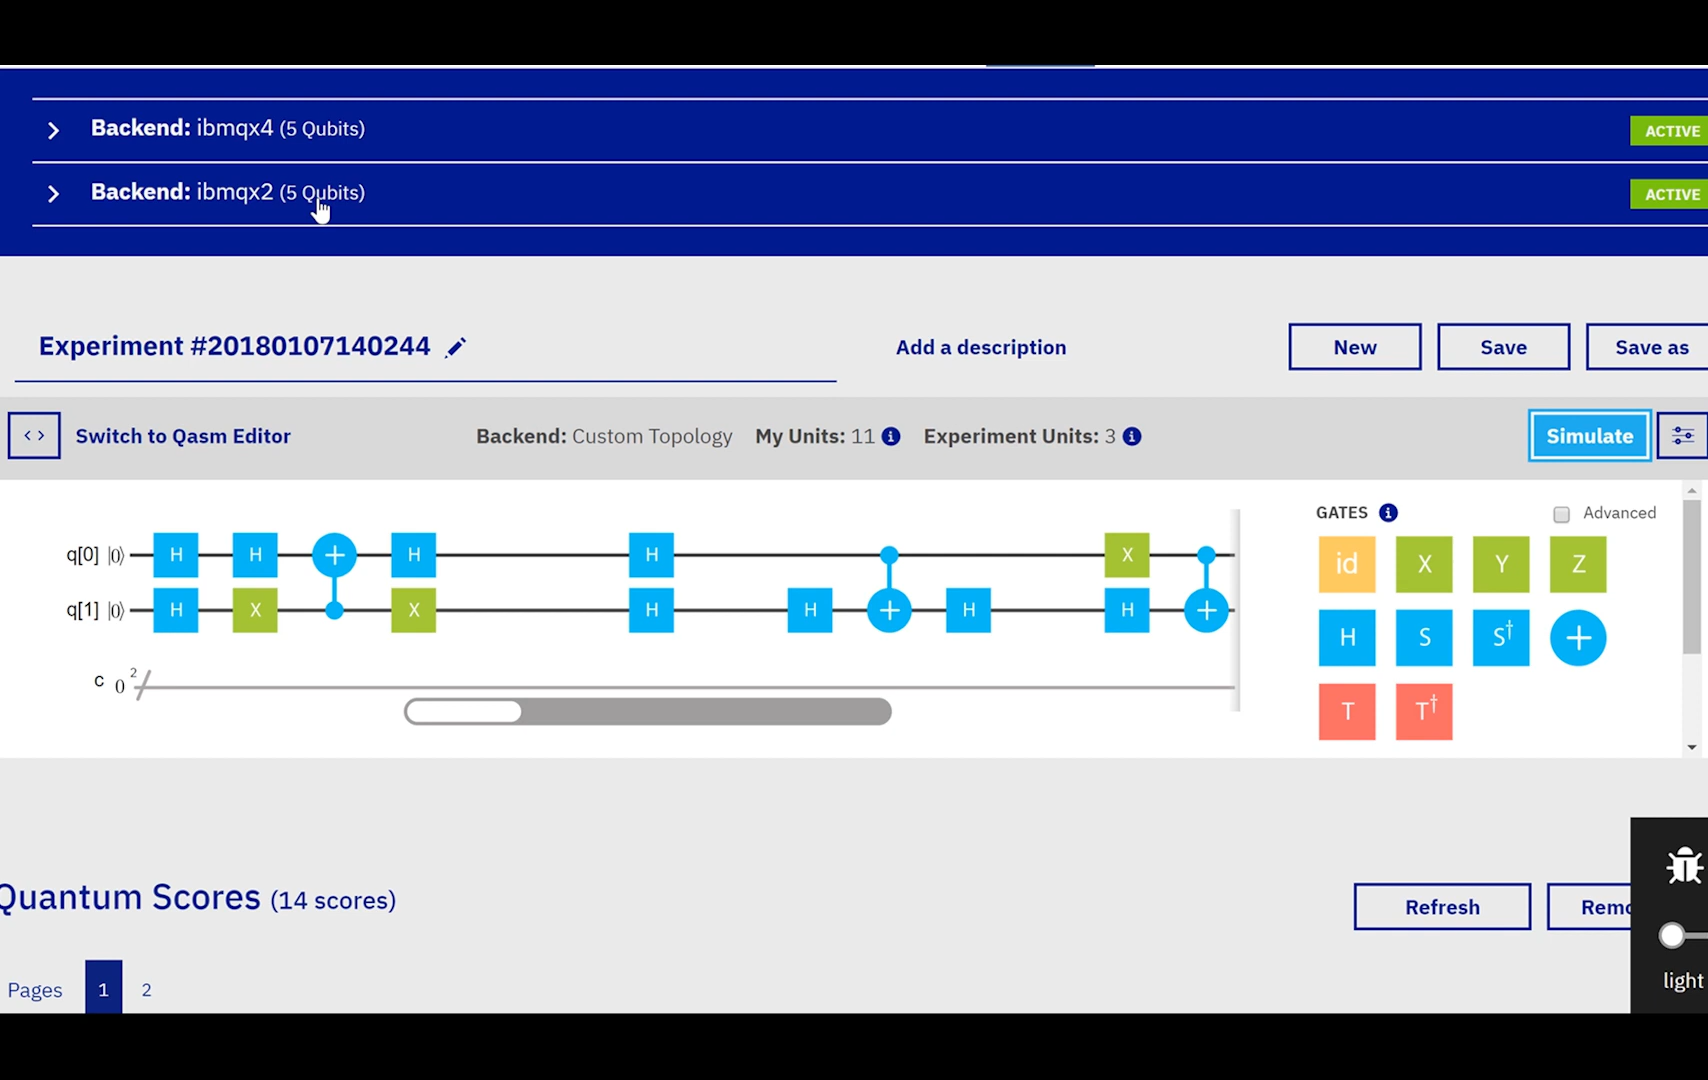 Backend: ibmqx4 (5 Qubits) ACTIVE
Backend: ibmqx2 (5 Qubits) ACTIVE
Experiment #20180107140244 Add a description New Save Save as
Switch to Qasm Editor Backend: Custom Topology My Units: 11 Experiment Units: 3 Simulate
GATES Advanced
q[0] |0⟩ H H + H H X
q[1] |0⟩ H X X H H + H H +
c 0 2
id X Y Z
H S S† +
T T†
Quantum Scores (14 scores) Refresh
Pages 1 2
light